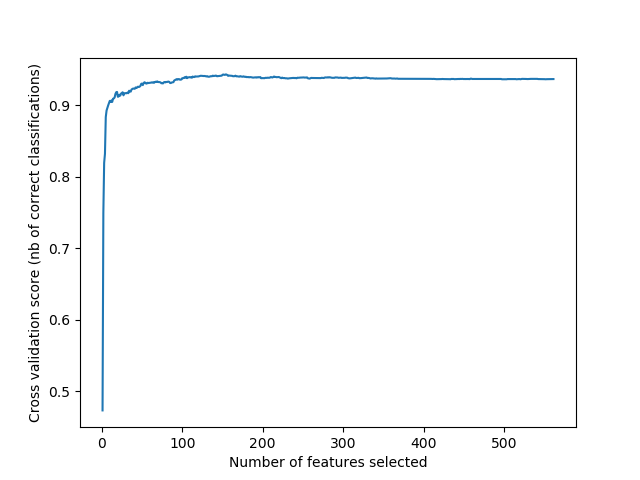 Cross validation score (nb of correct classifications)
0.9
0.8
0.7
0.6
0.5
0 100 200 300 400 500
Number of features selected